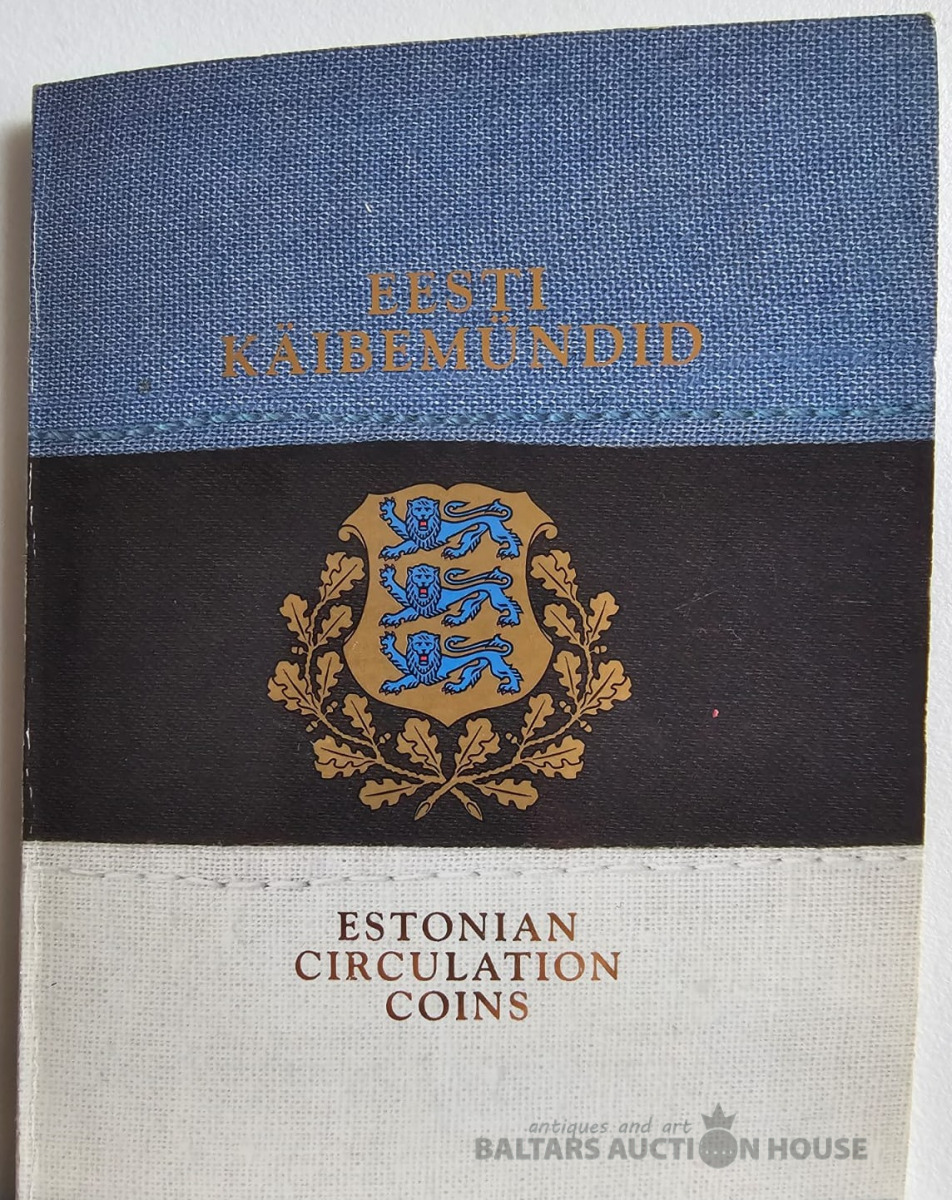 EESTI
KÄIBEMÜNDID
ESTONIAN
CIRCULATION
COINS
antiques and art
BALTARS AUCTION HOUSE